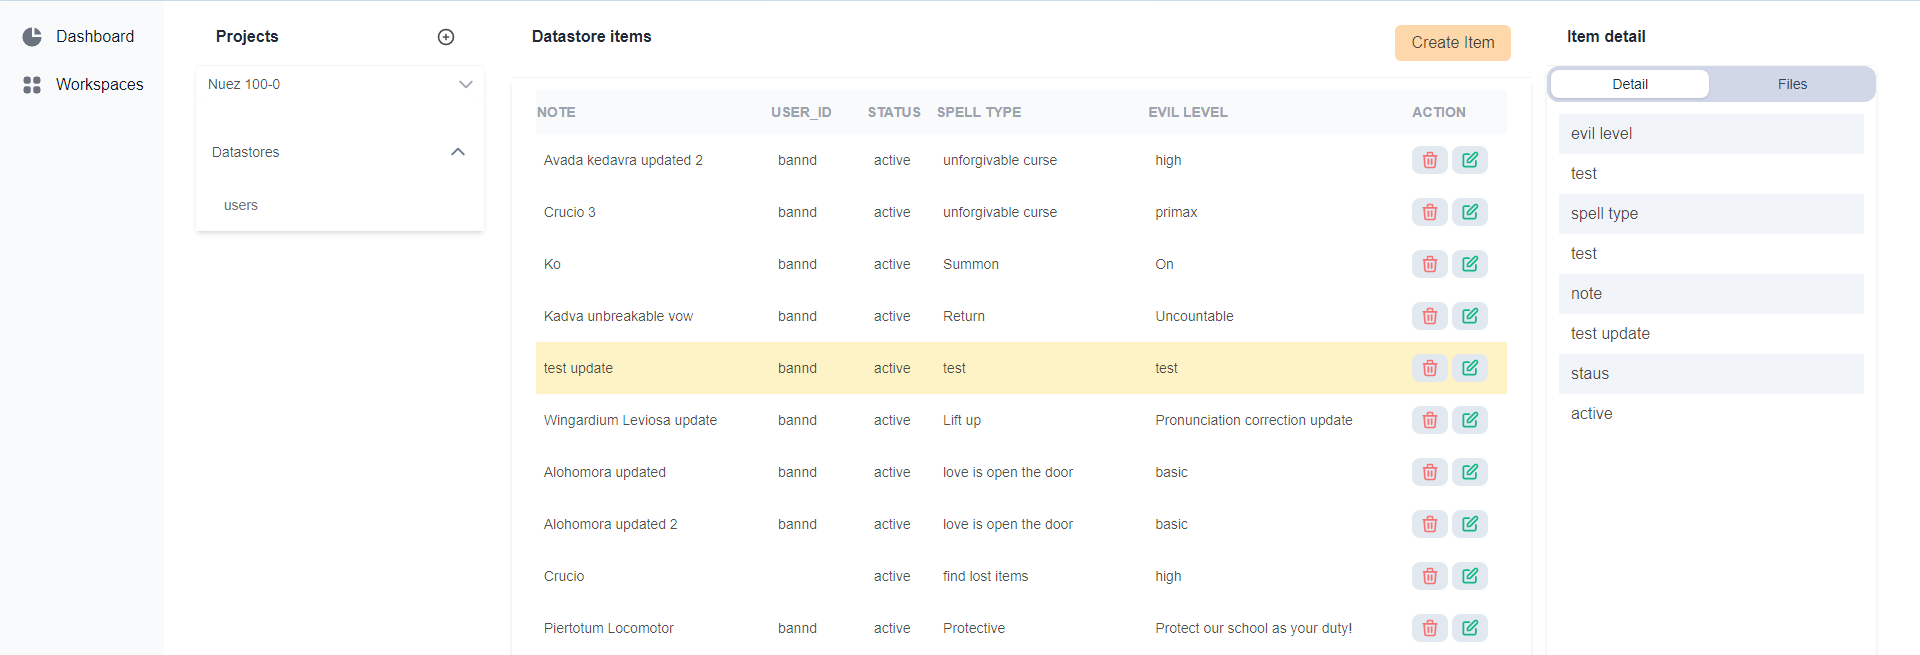 Dashboard
Workspaces
Projects
Nuez 100-0
Datastores
users
Datastore items
Create Item
NOTE USER_ID STATUS SPELL TYPE EVIL LEVEL ACTION
Avada kedavra updated 2 bannd active unforgivable curse high
Crucio 3 bannd active unforgivable curse primax
Ko bannd active Summon On
Kadva unbreakable vow bannd active Return Uncountable
test update bannd active test test
Wingardium Leviosa update bannd active Lift up Pronunciation correction update
Alohomora updated bannd active love is open the door basic
Alohomora updated 2 bannd active love is open the door basic
Crucio active find lost items high
Piertotum Locomotor bannd active Protective Protect our school as your duty!
Item detail
Detail Files
evil level
test
spell type
test
note
test update
staus
active